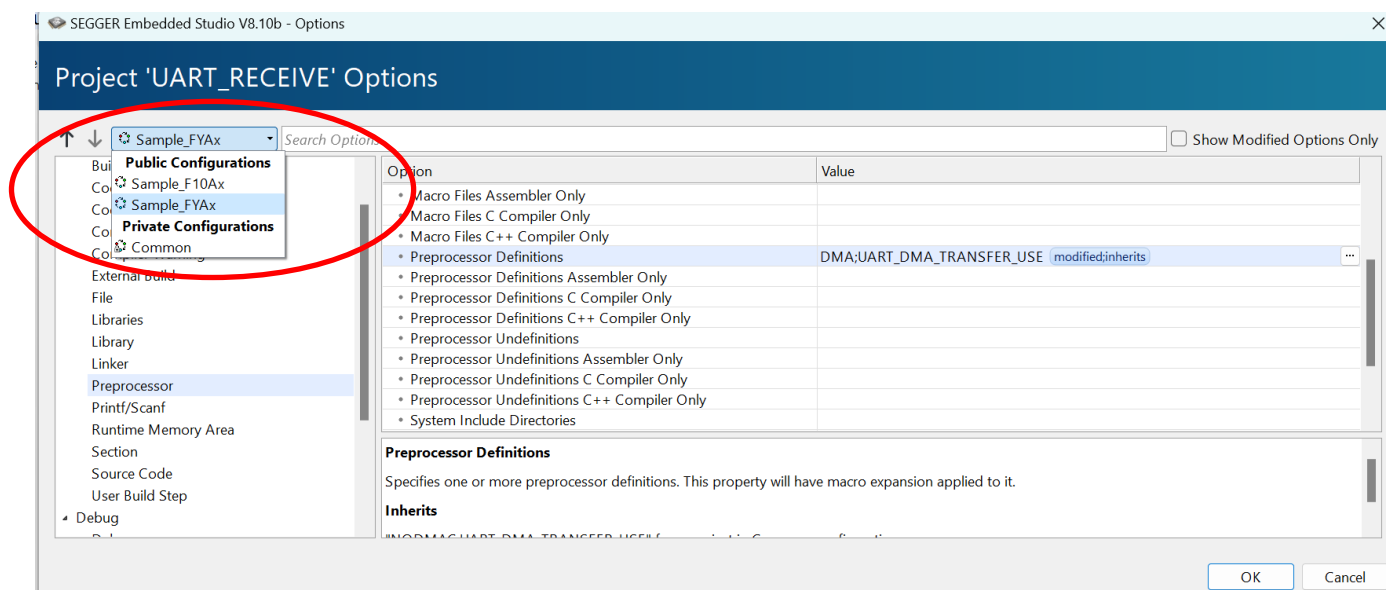 SEGGER Embedded Studio V8.10b - Options
Project 'UART_RECEIVE' Options
Sample_FYAx
Search Options
Show Modified Options Only
Public Configurations
Sample_F10Ax
Sample_FYAx
Private Configurations
Common
External Build
File
Libraries
Library
Linker
Preprocessor
Printf/Scanf
Runtime Memory Area
Section
Source Code
User Build Step
Debug
Option Value
Macro Files Assembler Only
Macro Files C Compiler Only
Macro Files C++ Compiler Only
Preprocessor Definitions DMA;UART_DMA_TRANSFER_USE modified;inherits ...
Preprocessor Definitions Assembler Only
Preprocessor Definitions C Compiler Only
Preprocessor Definitions C++ Compiler Only
Preprocessor Undefinitions
Preprocessor Undefinitions Assembler Only
Preprocessor Undefinitions C Compiler Only
Preprocessor Undefinitions C++ Compiler Only
System Include Directories
Preprocessor Definitions
Specifies one or more preprocessor definitions. This property will have macro expansion applied to it.
Inherits
OK Cancel